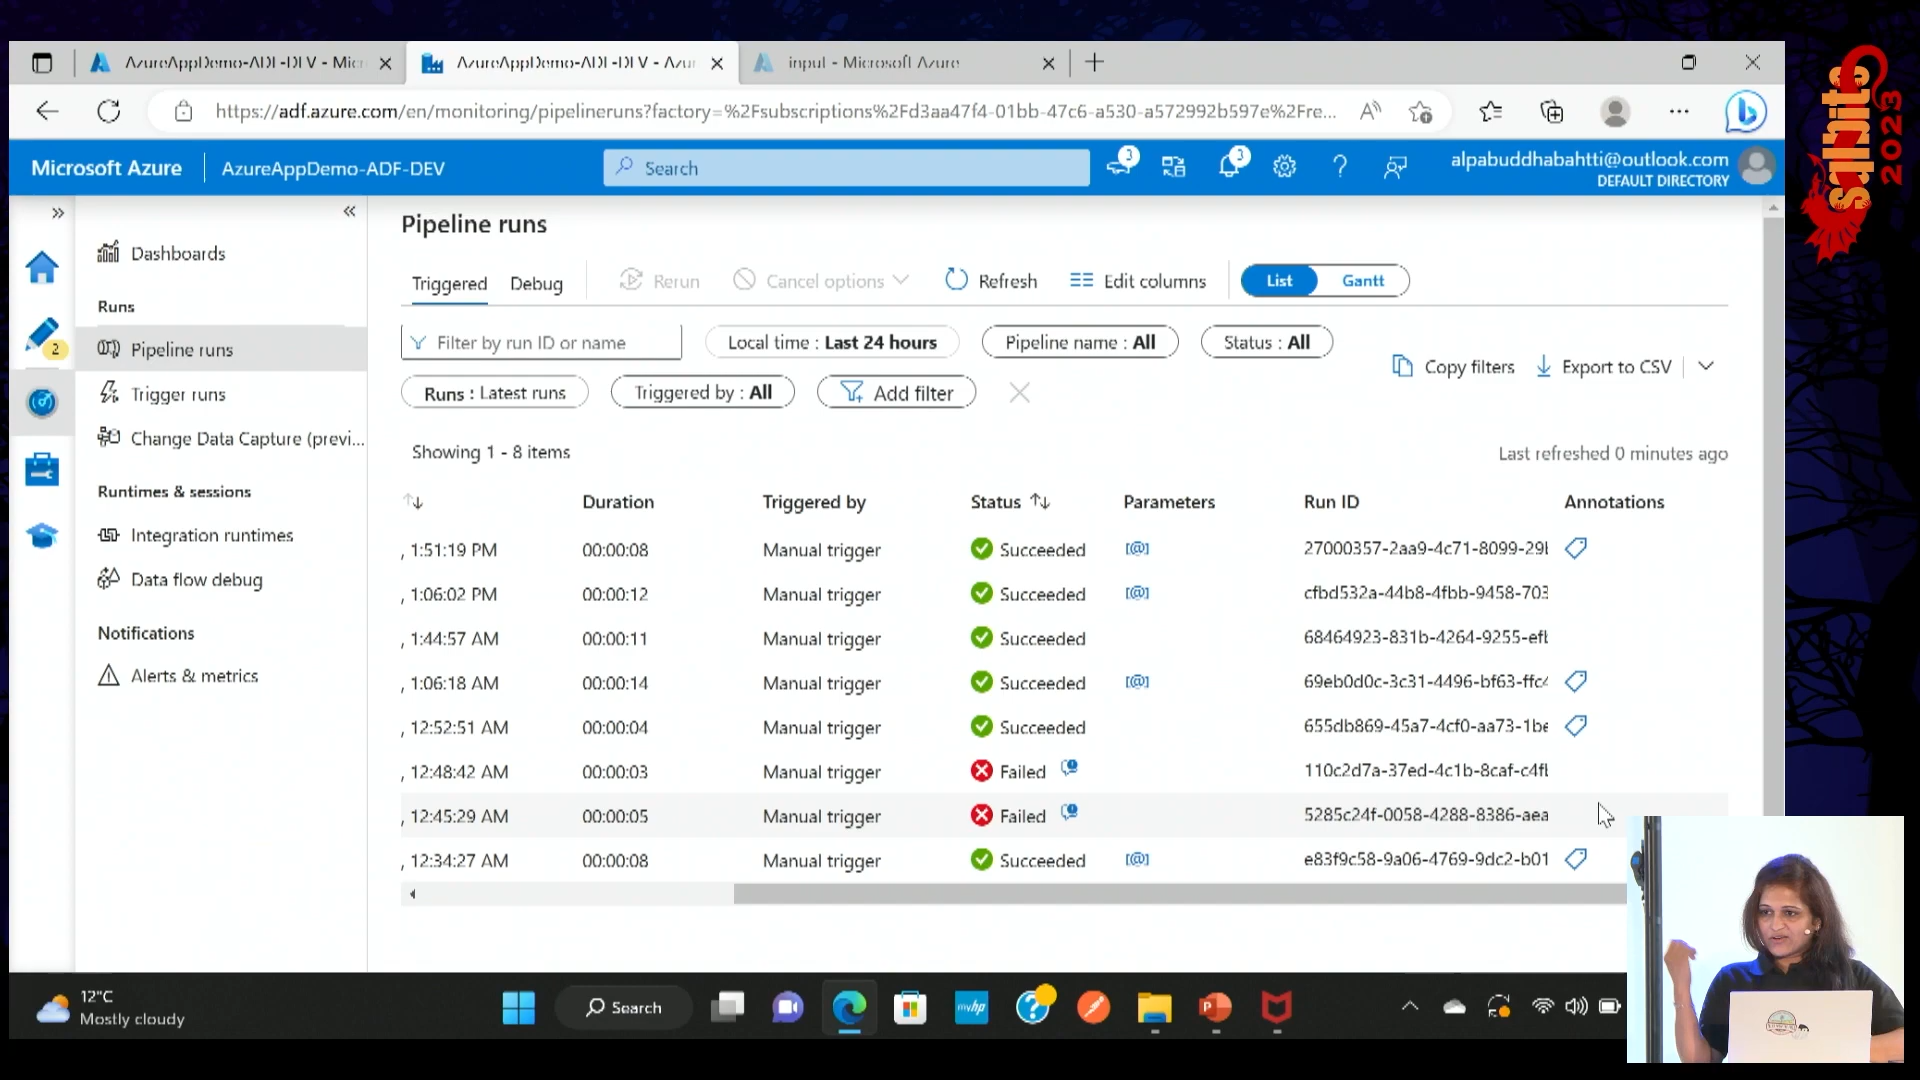 AzureAppDemo-ADF-DEV - Micr
AzureAppDemo-ADF-DEV - Azur
input - Microsoft Azure
https://adf.azure.com/en/monitoring/pipelineruns?factory=%2Fsubscriptions%2Fd3aa47f4-01bb-47c6-a530-a572992b597e%2Fre...
Microsoft Azure
AzureAppDemo-ADF-DEV
Search
3
3
alpabuddhabahtti@outlook.com
DEFAULT DIRECTORY
sqlbits
2023
Dashboards
Runs
Pipeline runs
Trigger runs
Change Data Capture (previ...
Runtimes & sessions
Integration runtimes
Data flow debug
Notifications
Alerts & metrics
2
Pipeline runs
Triggered
Debug
Rerun
Cancel options
Refresh
Edit columns
List
Gantt
Filter by run ID or name
Local time : Last 24 hours
Pipeline name : All
Status : All
Runs : Latest runs
Triggered by : All
Add filter
Copy filters
Export to CSV
Showing 1 - 8 items
Last refreshed 0 minutes ago
Duration Triggered by Status Parameters Run ID Annotations
, 1:51:19 PM 00:00:08 Manual trigger Succeeded [@] 27000357-2aa9-4c71-8099-29b
, 1:06:02 PM 00:00:12 Manual trigger Succeeded [@] cfbd532a-44b8-4fbb-9458-703
, 1:44:57 AM 00:00:11 Manual trigger Succeeded 68464923-831b-4264-9255-efb
, 1:06:18 AM 00:00:14 Manual trigger Succeeded [@] 69eb0d0c-3c31-4496-bf63-ffc4
, 12:52:51 AM 00:00:04 Manual trigger Succeeded 655db869-45a7-4cf0-aa73-1be
, 12:48:42 AM 00:00:03 Manual trigger Failed 110c2d7a-37ed-4c1b-8caf-c4fb
, 12:45:29 AM 00:00:05 Manual trigger Failed 5285c24f-0058-4288-8386-aea
, 12:34:27 AM 00:00:08 Manual trigger Succeeded [@] e83f9c58-9a06-4769-9dc2-b01
12°C
Mostly cloudy
Search
myhp